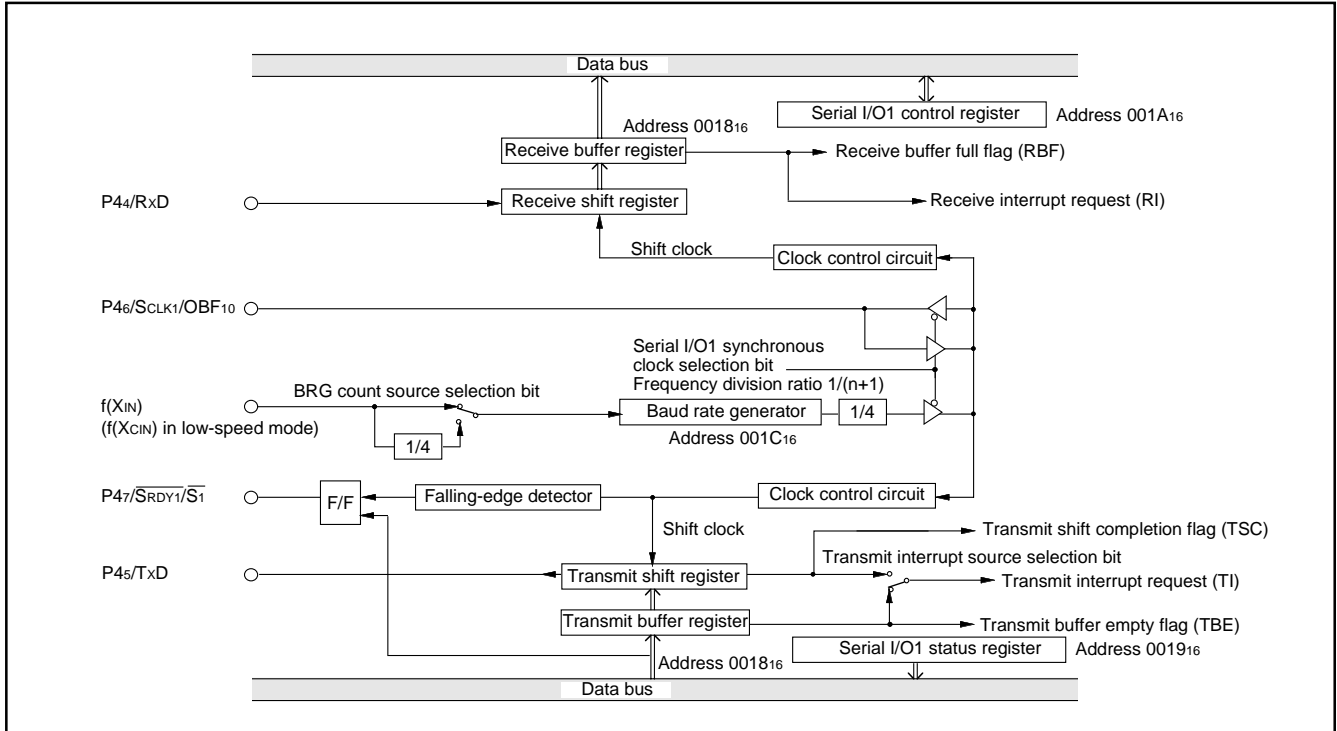 Data bus
Serial I/O1 control register
Address 001A16
Address 001816
Receive buffer register
Receive buffer full flag (RBF)
P44/RXD
Receive shift register
Receive interrupt request (RI)
Shift clock
Clock control circuit
P46/SCLK1/OBF10
Serial I/O1 synchronous
clock selection bit
Frequency division ratio 1/(n+1)
BRG count source selection bit
f(XIN)
(f(XCIN) in low-speed mode)
Baud rate generator
1/4
1/4
Address 001C16
P47/SRDY1/S1
F/F
Falling-edge detector
Clock control circuit
Shift clock
Transmit shift completion flag (TSC)
Transmit interrupt source selection bit
P45/TXD
Transmit shift register
Transmit interrupt request (TI)
Transmit buffer register
Transmit buffer empty flag (TBE)
Serial I/O1 status register
Address 001916
Address 001816
Data bus